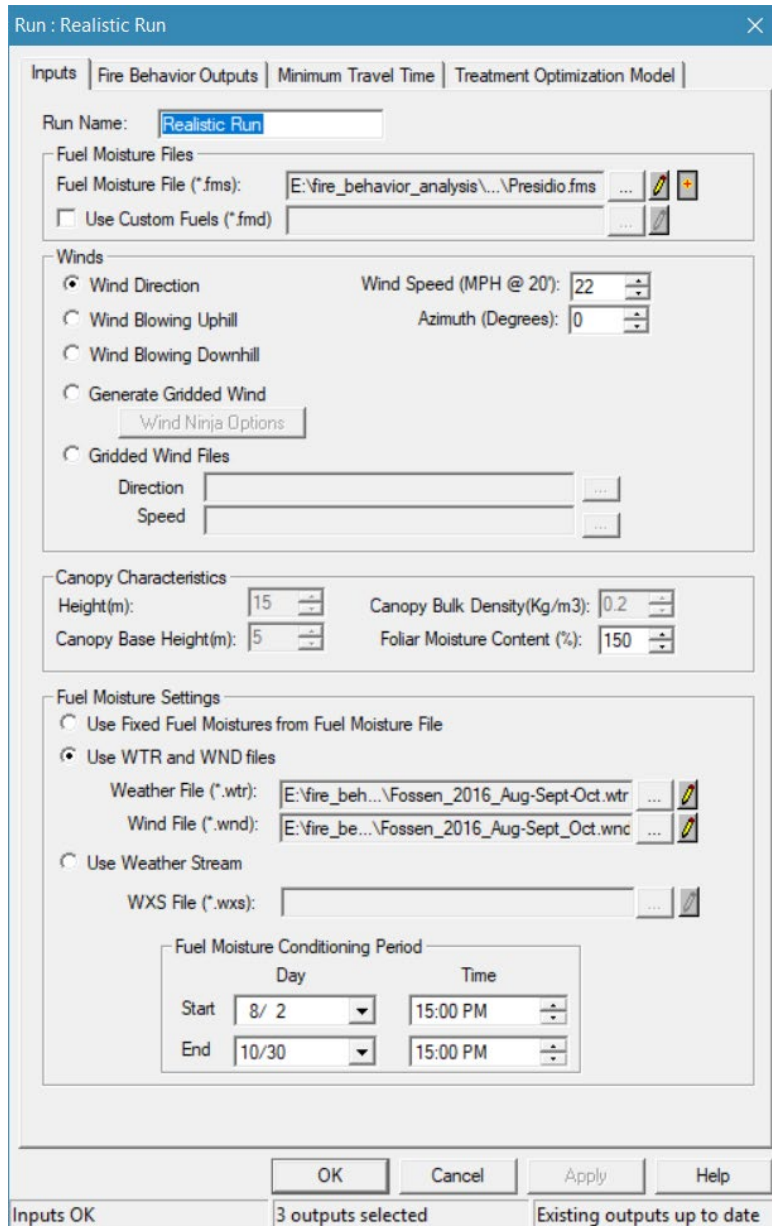 Run : Realistic Run
Inputs Fire Behavior Outputs Minimum Travel Time Treatment Optimization Model
Run Name: Realistic Run
Fuel Moisture Files
Fuel Moisture File (*.fms): E:\fire_behavior_analysis\...\Presidio.fms ...
Use Custom Fuels (*.fmd) ...
Winds
Wind Direction Wind Speed (MPH @ 20'): 22
Wind Blowing Uphill Azimuth (Degrees): 0
Wind Blowing Downhill
Generate Gridded Wind
Wind Ninja Options
Gridded Wind Files
Direction ...
Speed ...
Canopy Characteristics
Height(m): 15 Canopy Bulk Density(Kg/m3): 0.2
Canopy Base Height(m): 5 Foliar Moisture Content (%): 150
Fuel Moisture Settings
Use Fixed Fuel Moistures from Fuel Moisture File
Use WTR and WND files
Weather File (*.wtr): E:\fire_beh...\Fossen_2016_Aug-Sept-Oct.wtr ...
Wind File (*.wnd): E:\fire_be...\Fossen_2016_Aug-Sept_Oct.wnd ...
Use Weather Stream
WXS File (*.wxs): ...
Fuel Moisture Conditioning Period
Day Time
Start 8/ 2 15:00 PM
End 10/30 15:00 PM
OK Cancel Apply Help
Inputs OK 3 outputs selected Existing outputs up to date